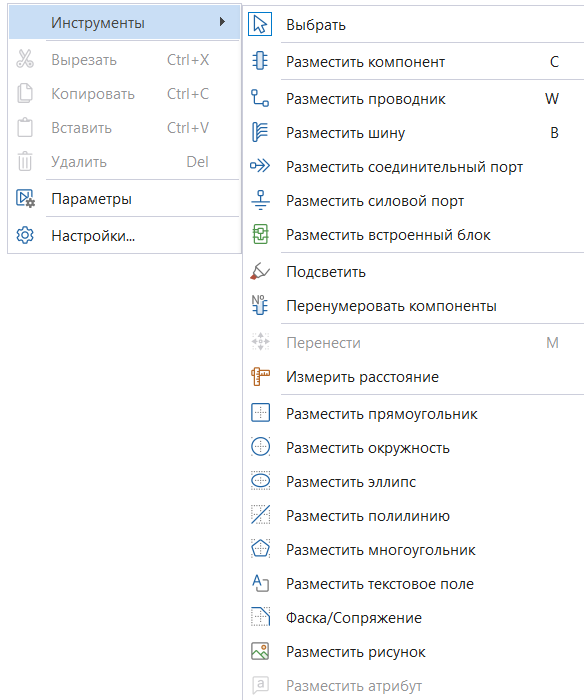 Инструменты
Вырезать Ctrl+X
Копировать Ctrl+C
Вставить Ctrl+V
Удалить Del
Параметры
Настройки...
Выбрать
Разместить компонент C
Разместить проводник W
Разместить шину B
Разместить соединительный порт
Разместить силовой порт
Разместить встроенный блок
Подсветить
Перенумеровать компоненты
Перенести M
Измерить расстояние
Разместить прямоугольник
Разместить окружность
Разместить эллипс
Разместить полилинию
Разместить многоугольник
Разместить текстовое поле
Фаска/Сопряжение
Разместить рисунок
Разместить атрибут